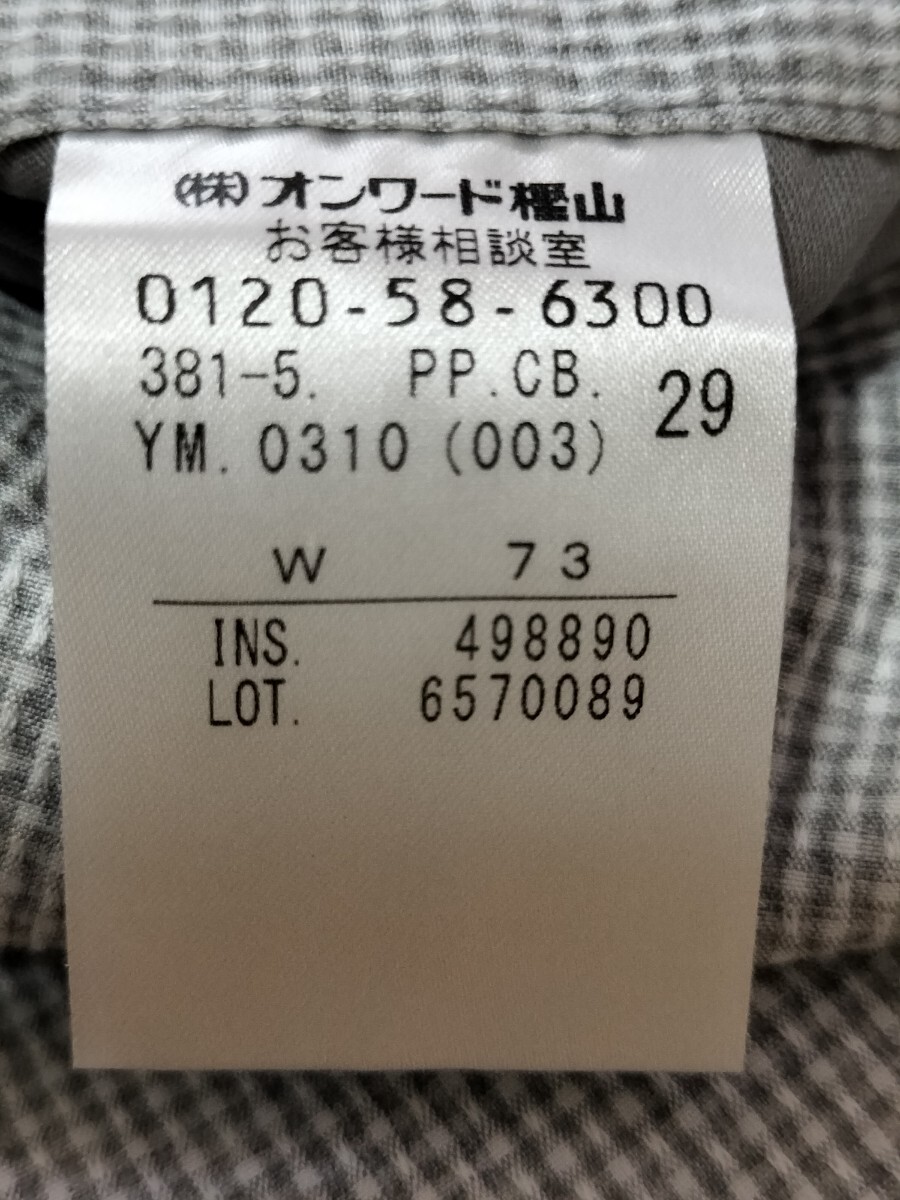 (株)オンワード樫山
お客様相談室
0120-58-6300
381-5. PP.CB. 29
YM. 0310 (003)
W 73
INS. 498890
LOT. 6570089